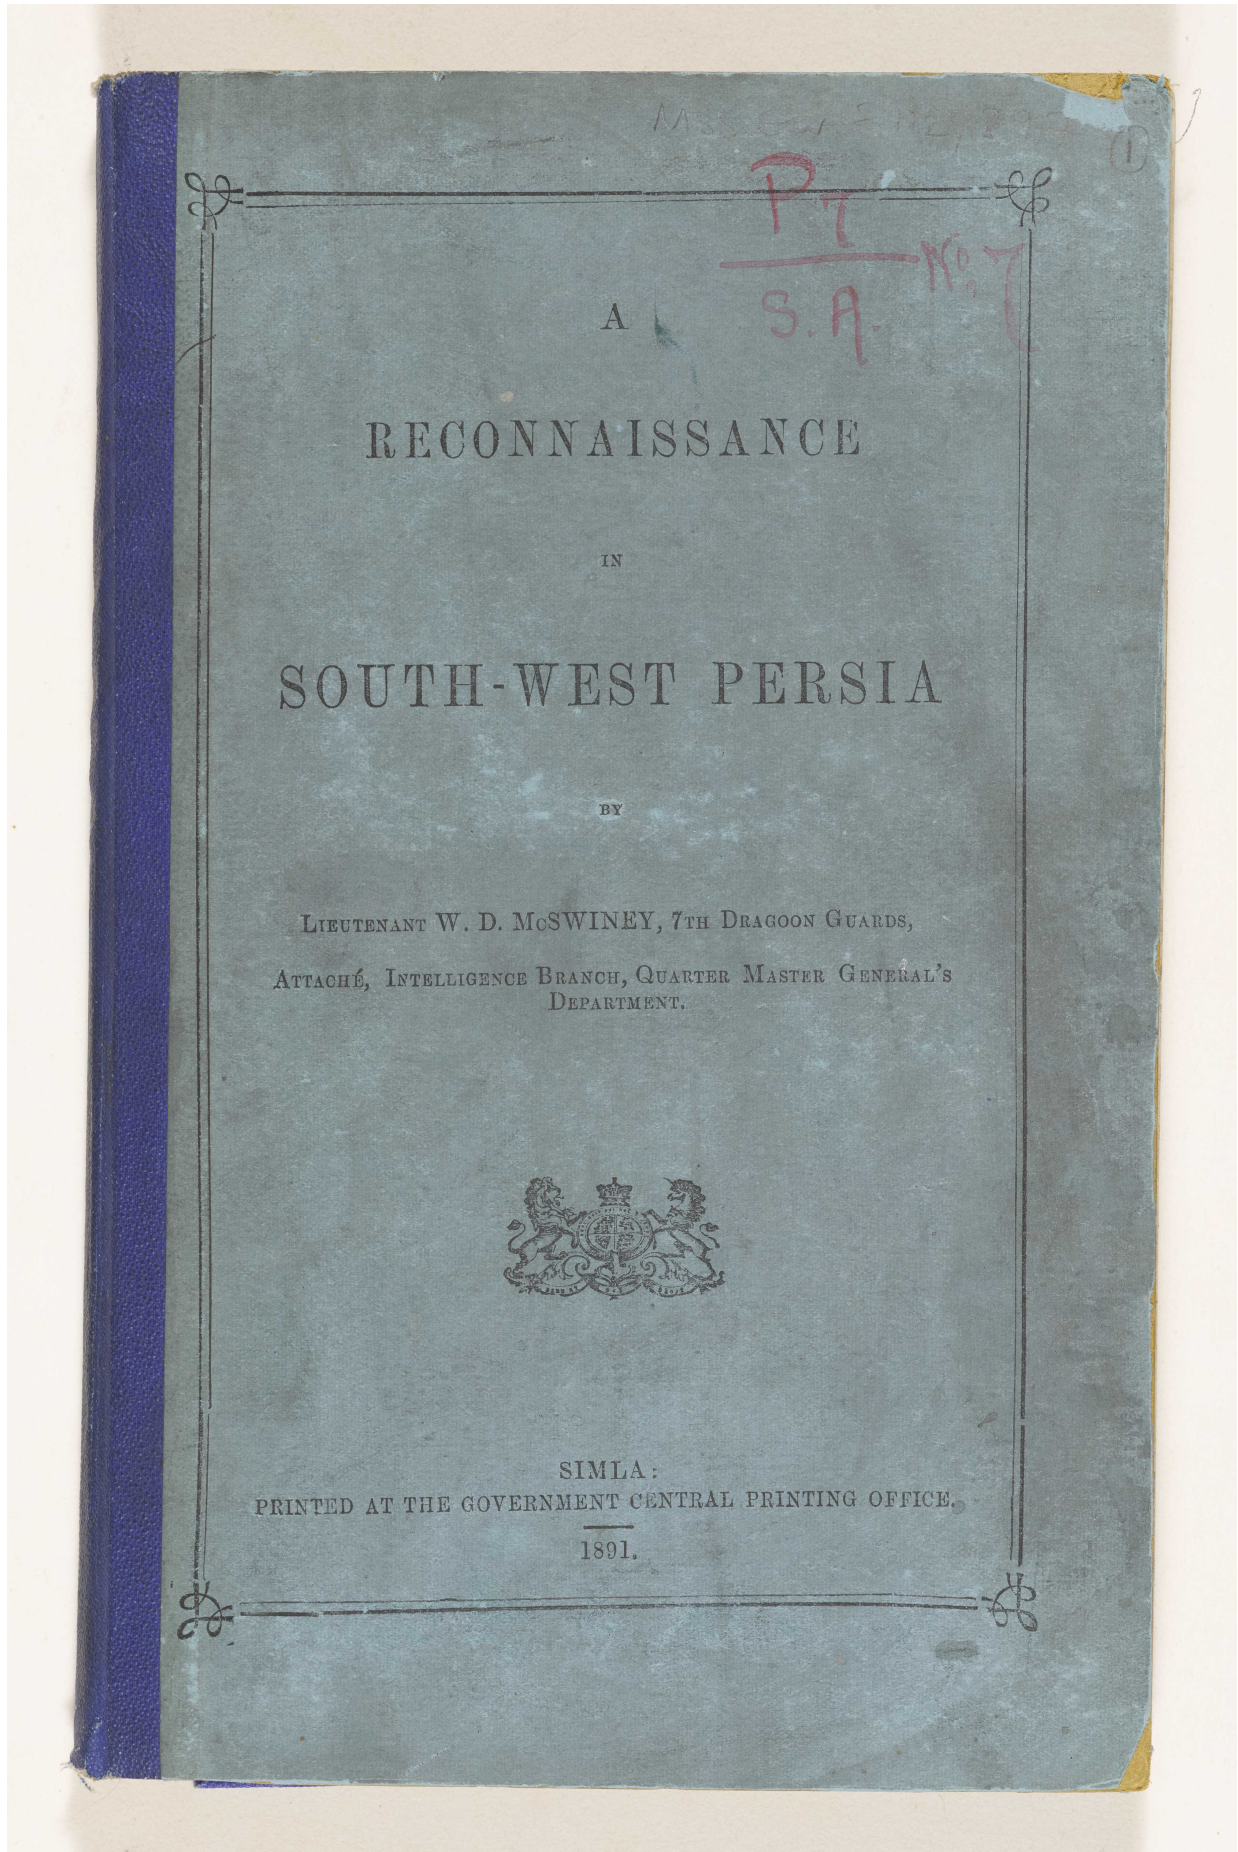 1
P 7
S. A. No. 7
A
RECONNAISSANCE
IN
SOUTH-WEST PERSIA
BY
LIEUTENANT W. D. McSWINEY, 7TH DRAGOON GUARDS,
ATTACHÉ, INTELLIGENCE BRANCH, QUARTER MASTER GENERAL'S
DEPARTMENT.
SIMLA:
PRINTED AT THE GOVERNMENT CENTRAL PRINTING OFFICE.
1891.